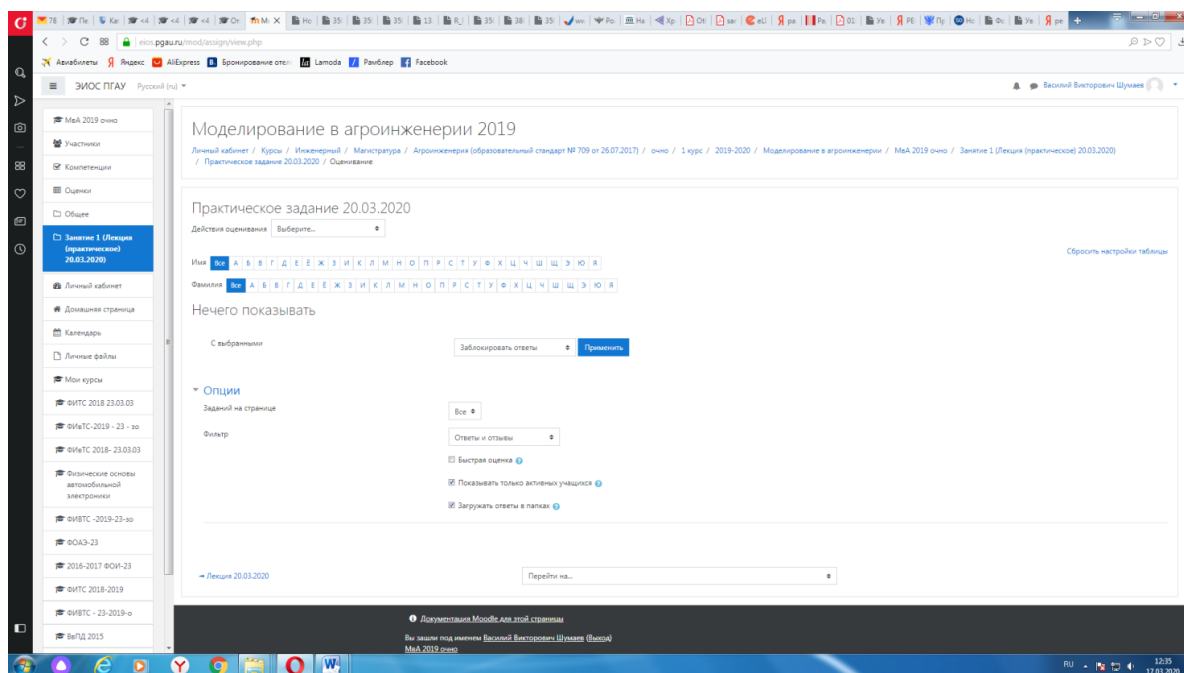 eios.pgau.ru/mod/assign/view.php
Авиабилеты Яндекс AliExpress Бронирование отел Lamoda Рамблер Facebook
ЭИОС ПГАУ Русский (ru)
Василий Викторович Шумаев
МвА 2019 очно
Участники
Компетенции
Оценки
Общее
Занятие 1 (Лекция
(практическое)
20.03.2020)
Личный кабинет
Домашняя страница
Календарь
Личные файлы
Мои курсы
ФИТС 2018 23.03.03
ФИвТС-2019 - 23 - зо
ФИвТС 2018- 23.03.03
Физические основы
автомобильной
электроники
ФИВТС -2019-23-зо
ФОАЭ-23
2016-2017 ФОИ-23
ФИТС 2018-2019
ФИВТС - 23-2019-о
ВвПД 2015
Моделирование в агроинженерии 2019
Личный кабинет / Курсы / Инженерный / Магистратура / Агроинженерия (образовательный стандарт № 709 от 26.07.2017) / очно / 1 курс / 2019-2020 / Моделирование в агроинженерии / МвА 2019 очно / Занятие 1 (Лекция (практическое) 20.03.2020)
/ Практическое задание 20.03.2020 / Оценивание
Практическое задание 20.03.2020
Действия оценивания Выберите...
Сбросить настройки таблицы
Имя Все А Б В Г Д Е Ё Ж З И К Л М Н О П Р С Т У Ф Х Ц Ч Ш Щ Э Ю Я
Фамилия Все А Б В Г Д Е Ё Ж З И К Л М Н О П Р С Т У Ф Х Ц Ч Ш Щ Э Ю Я
Нечего показывать
С выбранными Заблокировать ответы Применить
Опции
Заданий на странице Все
Фильтр Ответы и отзывы
Быстрая оценка
Показывать только активных учащихся
Загружать ответы в папках
Лекция 20.03.2020 Перейти на...
Документация Moodle для этой страницы
Вы зашли под именем Василий Викторович Шумаев (Выход)
МвА 2019 очно
RU 12:35
17.03.2020